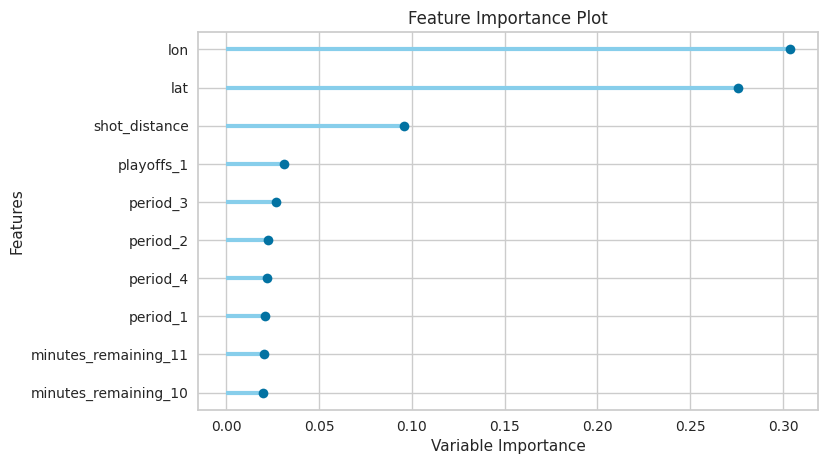 Feature Importance Plot
lon
lat
shot_distance
playoffs_1
period_3
period_2
period_4
period_1
minutes_remaining_11
minutes_remaining_10
Features
0.00 0.05 0.10 0.15 0.20 0.25 0.30
Variable Importance